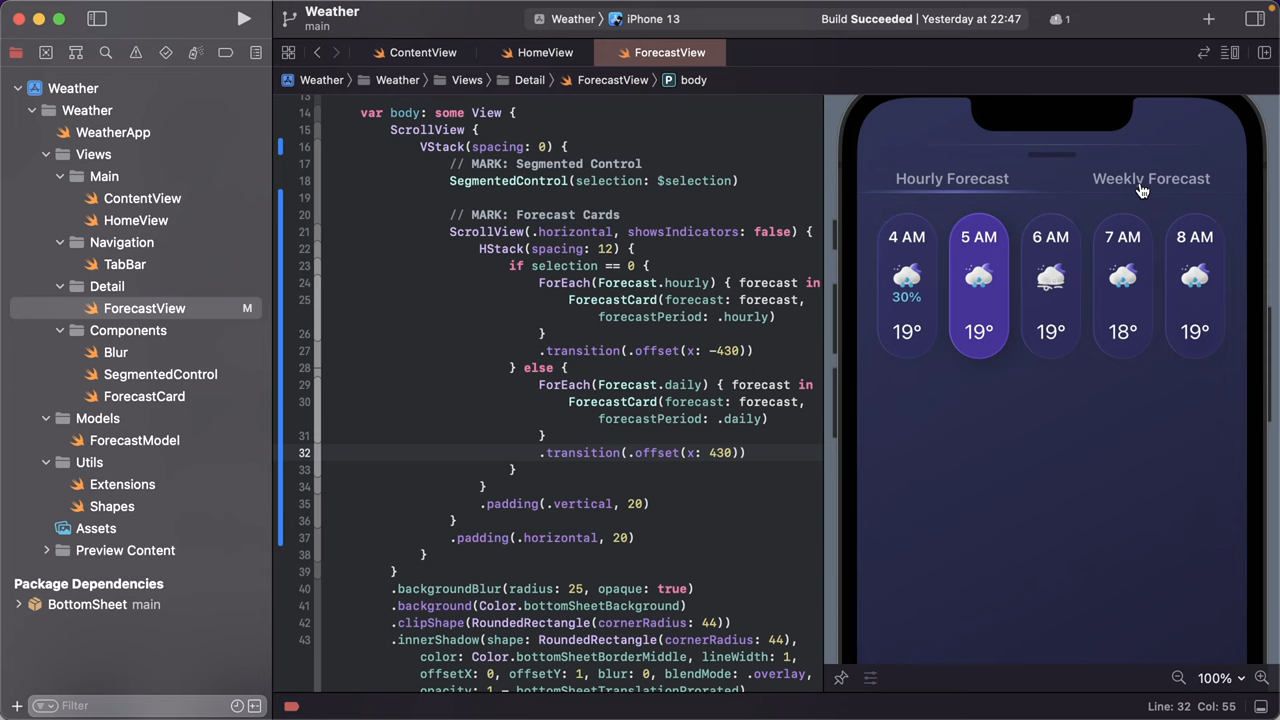 Weather
main
Weather
iPhone 13
Build Succeeded | Yesterday at 22:47
1
ContentView
HomeView
ForecastView
Weather
Weather
Views
Detail
ForecastView
P
body
Weather
Weather
WeatherApp
Views
Main
ContentView
HomeView
Navigation
TabBar
Detail
ForecastView
M
Components
Blur
SegmentedControl
ForecastCard
Models
ForecastModel
Utils
Extensions
Shapes
Assets
Preview Content
Package Dependencies
BottomSheet main
Filter
13
14 var body: some View {
15 ScrollView {
16 VStack(spacing: 0) {
17 // MARK: Segmented Control
18 SegmentedControl(selection: $selection)
19
20 // MARK: Forecast Cards
21 ScrollView(.horizontal, showsIndicators: false) {
22 HStack(spacing: 12) {
23 if selection == 0 {
24 ForEach(Forecast.hourly) { forecast in
25 ForecastCard(forecast: forecast,
forecastPeriod: .hourly)
26 }
27 .transition(.offset(x: -430))
28 } else {
29 ForEach(Forecast.daily) { forecast in
30 ForecastCard(forecast: forecast,
forecastPeriod: .daily)
31 }
32 .transition(.offset(x: 430))
33 }
34 }
35 .padding(.vertical, 20)
36 }
37 .padding(.horizontal, 20)
38 }
39 }
40 .backgroundBlur(radius: 25, opaque: true)
41 .background(Color.bottomSheetBackground)
42 .clipShape(RoundedRectangle(cornerRadius: 44))
43 .innerShadow(shape: RoundedRectangle(cornerRadius: 44),
color: Color.bottomSheetBorderMiddle, lineWidth: 1,
offsetX: 0, offsetY: 1, blur: 0, blendMode: .overlay,
opacity: 1 - bottomSheetTranslationProrated)
Hourly Forecast
Weekly Forecast
4 AM
30%
19°
5 AM
19°
6 AM
19°
7 AM
18°
8 AM
19°
100%
Line: 32 Col: 55